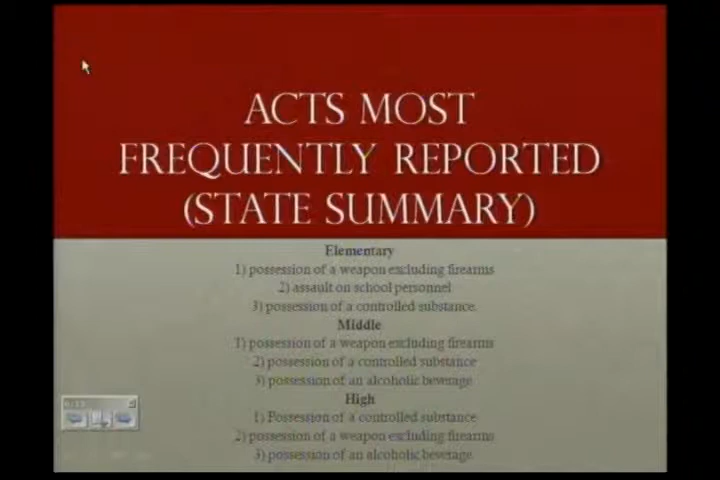 ACTS MOST
FREQUENTLY REPORTED
(STATE SUMMARY)
Elementary
1) possession of a weapon excluding firearms
2) assault on school personnel
3) possession of a controlled substance.
Middle
1) possession of a weapon excluding firearms
2) possession of a controlled substance
3) possession of an alcoholic beverage
High
1) Possession of a controlled substance
2) possession of a weapon excluding firearms
3) possession of an alcoholic beverage